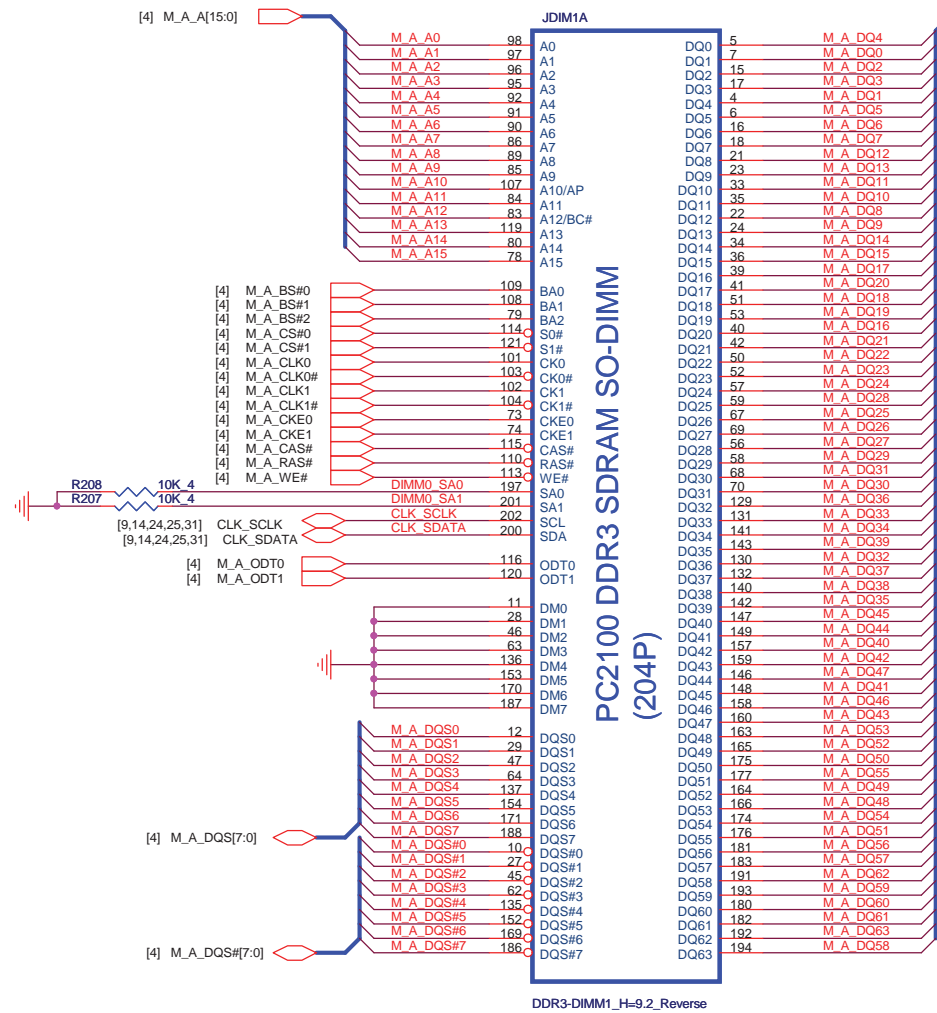 [4] M_A_A[15:0]
JDIM1A
M_A_A0 98 A0 DQ0 5 M_A_DQ4
M_A_A1 97 A1 DQ1 7 M_A_DQ0
M_A_A2 96 A2 DQ2 15 M_A_DQ2
M_A_A3 95 A3 DQ3 17 M_A_DQ3
M_A_A4 92 A4 DQ4 4 M_A_DQ1
M_A_A5 91 A5 DQ5 6 M_A_DQ5
M_A_A6 90 A6 DQ6 16 M_A_DQ6
M_A_A7 86 A7 DQ7 18 M_A_DQ7
M_A_A8 89 A8 DQ8 21 M_A_DQ12
M_A_A9 85 A9 DQ9 23 M_A_DQ13
M_A_A10 107 A10/AP DQ10 33 M_A_DQ11
M_A_A11 84 A11 DQ11 35 M_A_DQ10
M_A_A12 83 A12/BC# DQ12 22 M_A_DQ8
M_A_A13 119 A13 DQ13 24 M_A_DQ9
M_A_A14 80 A14 DQ14 34 M_A_DQ14
M_A_A15 78 A15 DQ15 36 M_A_DQ15
DQ16 39 M_A_DQ17
[4] M_A_BS#0 109 BA0 DQ17 41 M_A_DQ20
[4] M_A_BS#1 108 BA1 DQ18 51 M_A_DQ18
[4] M_A_BS#2 79 BA2 DQ19 53 M_A_DQ19
[4] M_A_CS#0 114 S0# DQ20 40 M_A_DQ16
[4] M_A_CS#1 121 S1# DQ21 42 M_A_DQ21
[4] M_A_CLK0 101 CK0 DQ22 50 M_A_DQ22
[4] M_A_CLK0# 103 CK0# DQ23 52 M_A_DQ23
[4] M_A_CLK1 102 CK1 DQ24 57 M_A_DQ24
[4] M_A_CLK1# 104 CK1# DQ25 59 M_A_DQ28
[4] M_A_CKE0 73 CKE0 DQ26 67 M_A_DQ25
[4] M_A_CKE1 74 CKE1 DQ27 69 M_A_DQ26
[4] M_A_CAS# 115 CAS# DQ28 56 M_A_DQ27
[4] M_A_RAS# 110 RAS# DQ29 58 M_A_DQ29
[4] M_A_WE# 113 WE# DQ30 68 M_A_DQ31
R208 10K_4 DIMM0_SA0 197 SA0 DQ31 70 M_A_DQ30
R207 10K_4 DIMM0_SA1 201 SA1 DQ32 129 M_A_DQ36
[9,14,24,25,31] CLK_SCLK CLK_SCLK 202 SCL DQ33 131 M_A_DQ33
[9,14,24,25,31] CLK_SDATA CLK_SDATA 200 SDA DQ34 141 M_A_DQ34
DQ35 143 M_A_DQ39
[4] M_A_ODT0 116 ODT0 DQ36 130 M_A_DQ32
[4] M_A_ODT1 120 ODT1 DQ37 132 M_A_DQ37
DQ38 140 M_A_DQ38
11 DM0 DQ39 142 M_A_DQ35
28 DM1 DQ40 147 M_A_DQ45
46 DM2 DQ41 149 M_A_DQ44
63 DM3 DQ42 157 M_A_DQ40
136 DM4 DQ43 159 M_A_DQ42
153 DM5 DQ44 146 M_A_DQ47
170 DM6 DQ45 148 M_A_DQ41
187 DM7 DQ46 158 M_A_DQ46
DQ47 160 M_A_DQ43
M_A_DQS0 12 DQS0 DQ48 163 M_A_DQ53
M_A_DQS1 29 DQS1 DQ49 165 M_A_DQ52
M_A_DQS2 47 DQS2 DQ50 175 M_A_DQ50
M_A_DQS3 64 DQS3 DQ51 177 M_A_DQ55
M_A_DQS4 137 DQS4 DQ52 164 M_A_DQ49
M_A_DQS5 154 DQS5 DQ53 166 M_A_DQ48
M_A_DQS6 171 DQS6 DQ54 174 M_A_DQ54
[4] M_A_DQS[7:0] M_A_DQS7 188 DQS7 DQ55 176 M_A_DQ51
M_A_DQS#0 10 DQS#0 DQ56 181 M_A_DQ56
M_A_DQS#1 27 DQS#1 DQ57 183 M_A_DQ57
M_A_DQS#2 45 DQS#2 DQ58 191 M_A_DQ62
M_A_DQS#3 62 DQS#3 DQ59 193 M_A_DQ59
M_A_DQS#4 135 DQS#4 DQ60 180 M_A_DQ60
M_A_DQS#5 152 DQS#5 DQ61 182 M_A_DQ61
M_A_DQS#6 169 DQS#6 DQ62 192 M_A_DQ63
[4] M_A_DQS#[7:0] M_A_DQS#7 186 DQS#7 DQ63 194 M_A_DQ58
PC2100 DDR3 SDRAM SO-DIMM
(204P)
DDR3-DIMM1_H=9.2_Reverse